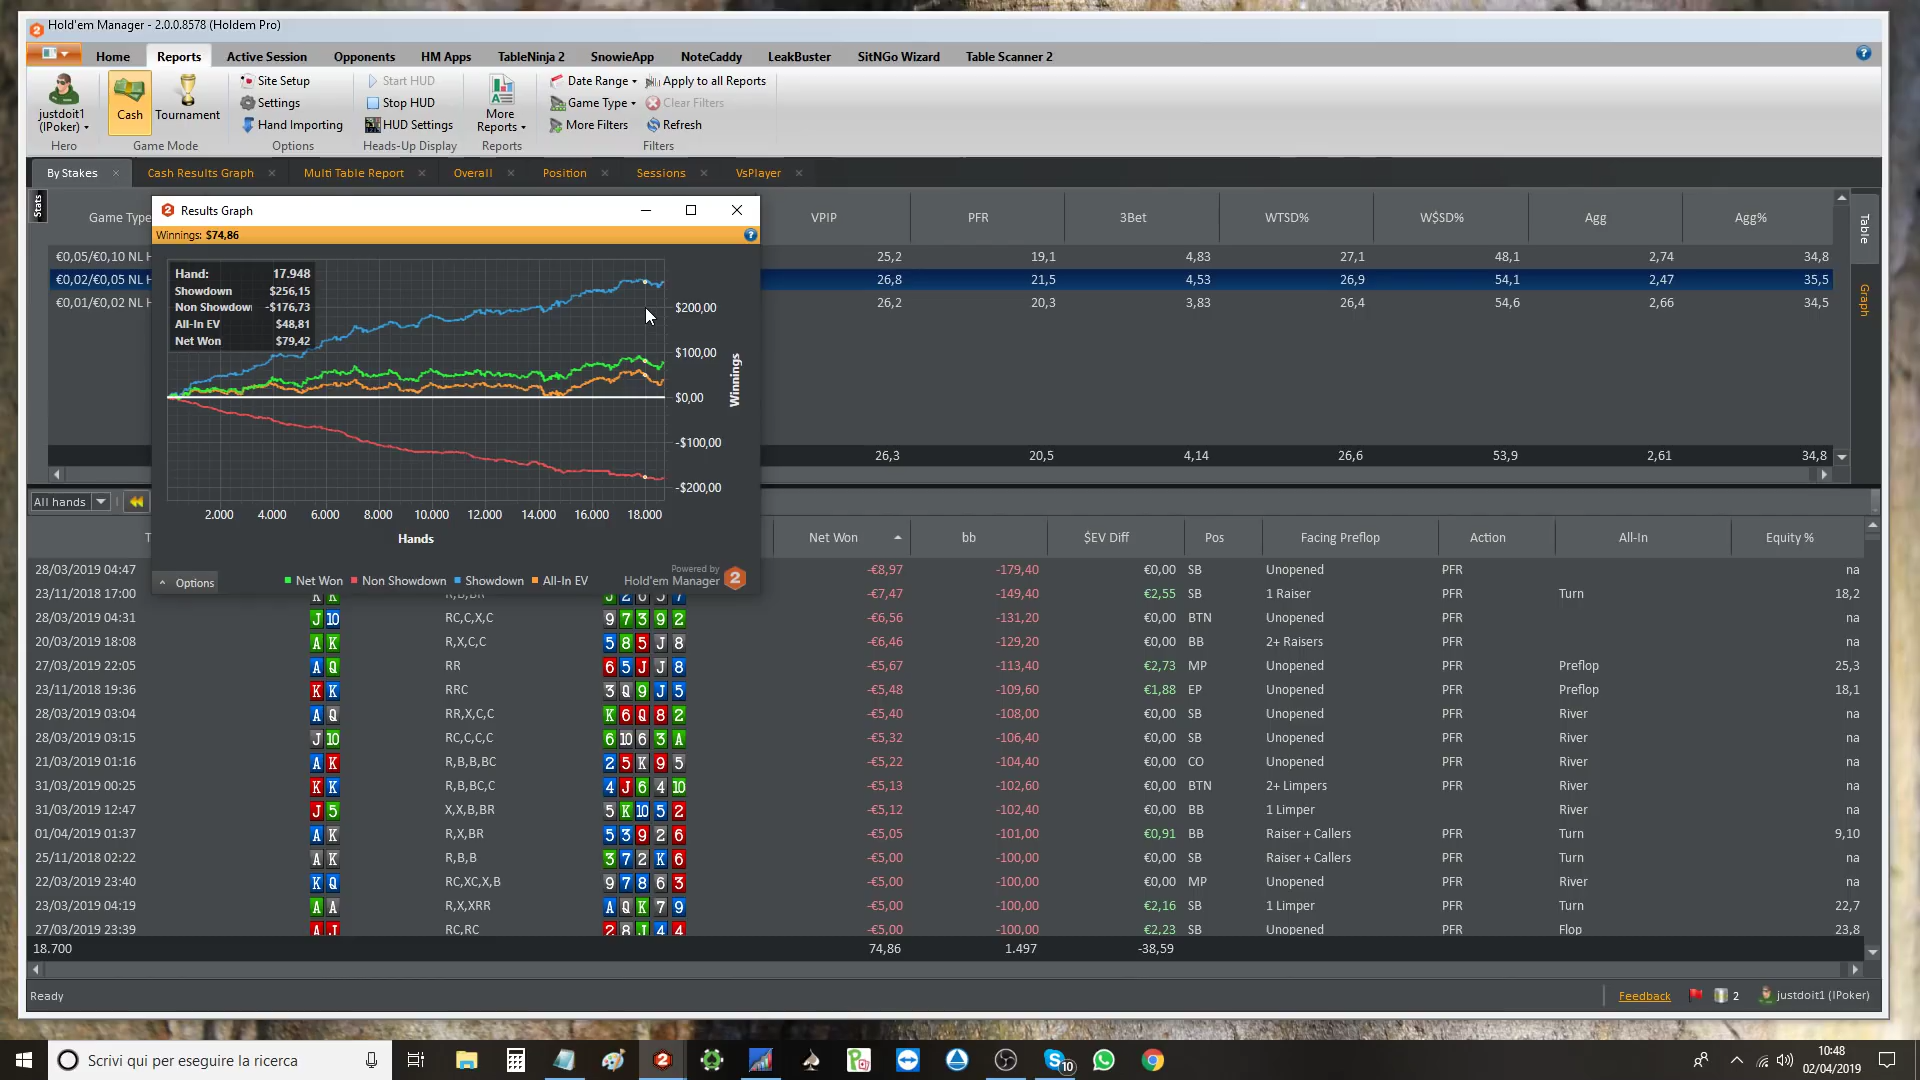 Hold'em Manager - 2.0.0.8578 (Holdem Pro)
Home Reports Active Session Opponents HM Apps TableNinja 2 SnowieApp NoteCaddy LeakBuster SitNGo Wizard Table Scanner 2
justdoit1
(IPoker)
Hero
Cash
Tournament
Game Mode
Site Setup
Settings
Hand Importing
Options
Start HUD
Stop HUD
HUD Settings
Heads-Up Display
More
Reports
Reports
Date Range
Game Type
More Filters
Apply to all Reports
Clear Filters
Refresh
Filters
By Stakes Cash Results Graph Multi Table Report Overall Position Sessions VsPlayer
Stats
Game Type VPIP PFR 3Bet WTSD% W$SD% Agg Agg%
Table
Graph
€0,05/€0,10 NL H 25,2 19,1 4,83 27,1 48,1 2,74 34,8
€0,02/€0,05 NL H 26,8 21,5 4,53 26,9 54,1 2,47 35,5
€0,01/€0,02 NL H 26,2 20,3 3,83 26,4 54,6 2,66 34,5
26,3 20,5 4,14 26,6 53,9 2,61 34,8
2 Results Graph
Winnings: $74,86
Hand: 17.948
Showdown $256,15
Non Showdown -$176,73
All-In EV $48,81
Net Won $79,42
$200,00
$100,00
$0,00
-$100,00
-$200,00
Winnings
2.000 4.000 6.000 8.000 10.000 12.000 14.000 16.000 18.000
Hands
Options
Net Won Non Showdown Showdown All-In EV
Powered by
Hold'em Manager 2
All hands
Net Won bb $EV Diff Pos Facing Preflop Action All-In Equity %
28/03/2019 04:47 -€8,97 -179,40 €0,00 SB Unopened PFR na
23/11/2018 17:00 K K R,B,BR J 2 6 5 7 -€7,47 -149,40 €2,55 SB 1 Raiser PFR Turn 18,2
28/03/2019 04:31 J 10 RC,C,X,C 9 7 3 9 2 -€6,56 -131,20 €0,00 BTN Unopened PFR na
20/03/2019 18:08 A K R,X,C,C 5 8 5 J 8 -€6,46 -129,20 €0,00 BB 2+ Raisers PFR na
27/03/2019 22:05 A Q RR 6 5 J J 8 -€5,67 -113,40 €2,73 MP Unopened PFR Preflop 25,3
23/11/2018 19:36 K K RRC 3 Q 9 J 5 -€5,48 -109,60 €1,88 EP Unopened PFR Preflop 18,1
28/03/2019 03:04 A Q RR,X,C,C K 6 Q 8 2 -€5,40 -108,00 €0,00 SB Unopened PFR River na
28/03/2019 03:15 J 10 RC,C,C,C 6 10 6 3 A -€5,32 -106,40 €0,00 SB Unopened PFR River na
21/03/2019 01:16 A K R,B,B,BC 2 5 K 9 5 -€5,22 -104,40 €0,00 CO Unopened PFR River na
31/03/2019 00:25 K K R,B,BC,C 4 J 6 4 10 -€5,13 -102,60 €0,00 BTN 2+ Limpers PFR River na
31/03/2019 12:47 J 5 X,X,B,BR 5 K 10 5 2 -€5,12 -102,40 €0,00 BB 1 Limper River na
01/04/2019 01:37 A K R,X,BR 5 3 9 2 6 -€5,05 -101,00 €0,91 BB Raiser + Callers PFR Turn 9,10
25/11/2018 02:22 A K R,B,B 3 7 2 K 6 -€5,00 -100,00 €0,00 SB Raiser + Callers PFR Turn na
22/03/2019 23:40 K Q RC,XC,X,B 9 7 8 6 3 -€5,00 -100,00 €0,00 MP Unopened PFR River na
23/03/2019 04:19 A A R,X,XRR A Q K 7 9 -€5,00 -100,00 €2,16 SB 1 Limper PFR Turn 22,7
27/03/2019 23:39 A J RC,RC 2 8 J 4 4 -€5,00 -100,00 €2,23 SB Unopened PFR Flop 23,8
18.700 74,86 1.497 -38,59
Ready Feedback 2 justdoit1 (IPoker)
Scrivi qui per eseguire la ricerca
10
10:48
02/04/2019